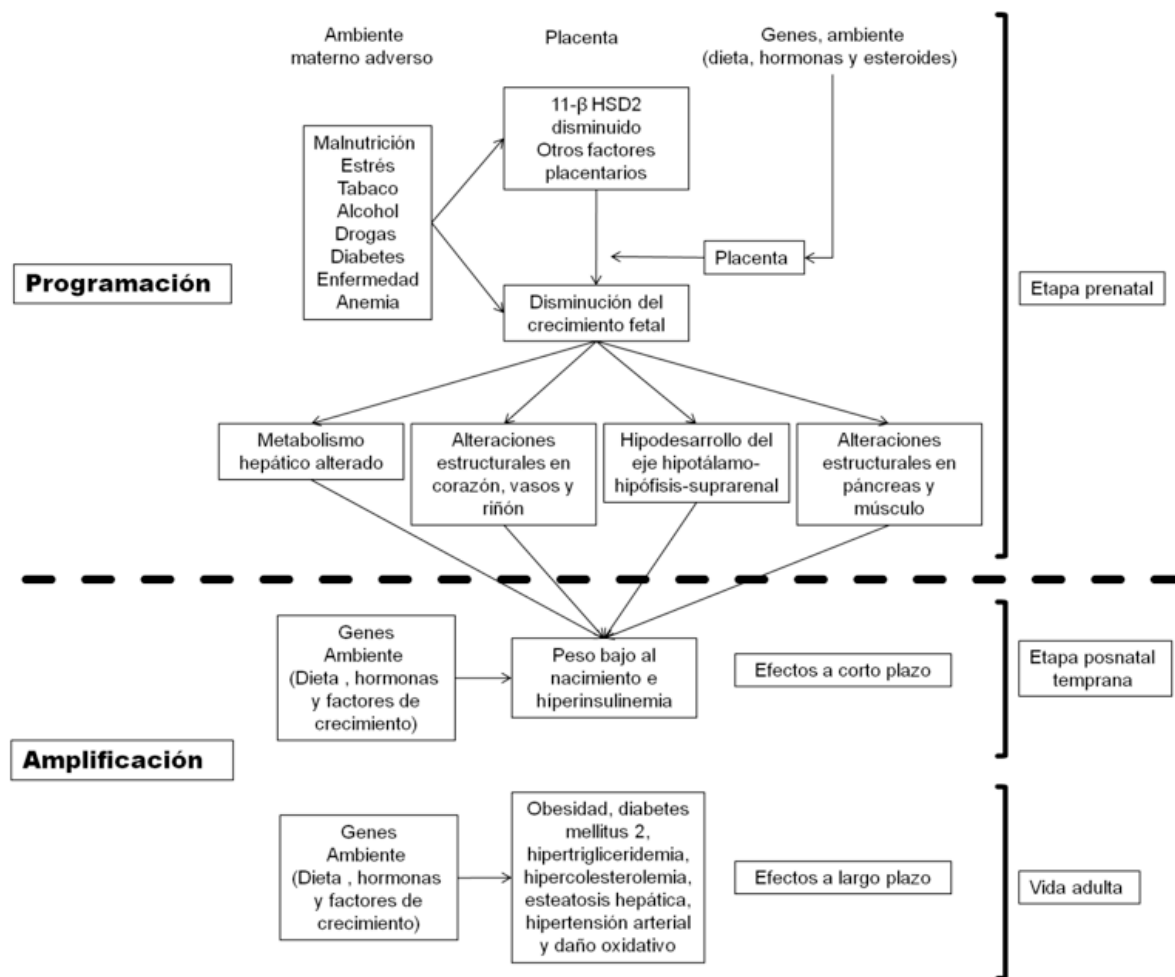 Ambiente
materno adverso
Placenta
Genes, ambiente
(dieta, hormonas y esteroides)
Malnutrición
Estrés
Tabaco
Alcohol
Drogas
Diabetes
Enfermedad
Anemia
11-β HSD2
disminuido
Otros factores
placentarios
Placenta
Programación
Disminución del
crecimiento fetal
Etapa prenatal
Metabolismo
hepático alterado
Alteraciones
estructurales en
corazón, vasos y
riñón
Hipodesarrollo del
eje hipotálamo-
hipófisis-suprarenal
Alteraciones
estructurales en
páncreas y
músculo
Genes
Ambiente
(Dieta , hormonas
y factores de
crecimiento)
Peso bajo al
nacimiento e
hiperinsulinemia
Efectos a corto plazo
Etapa posnatal
temprana
Amplificación
Genes
Ambiente
(Dieta , hormonas
y factores de
crecimiento)
Obesidad, diabetes
mellitus 2,
hipertrigliceridemia,
hipercolesterolemia,
esteatosis hepática,
hipertensión arterial
y daño oxidativo
Efectos a largo plazo
Vida adulta